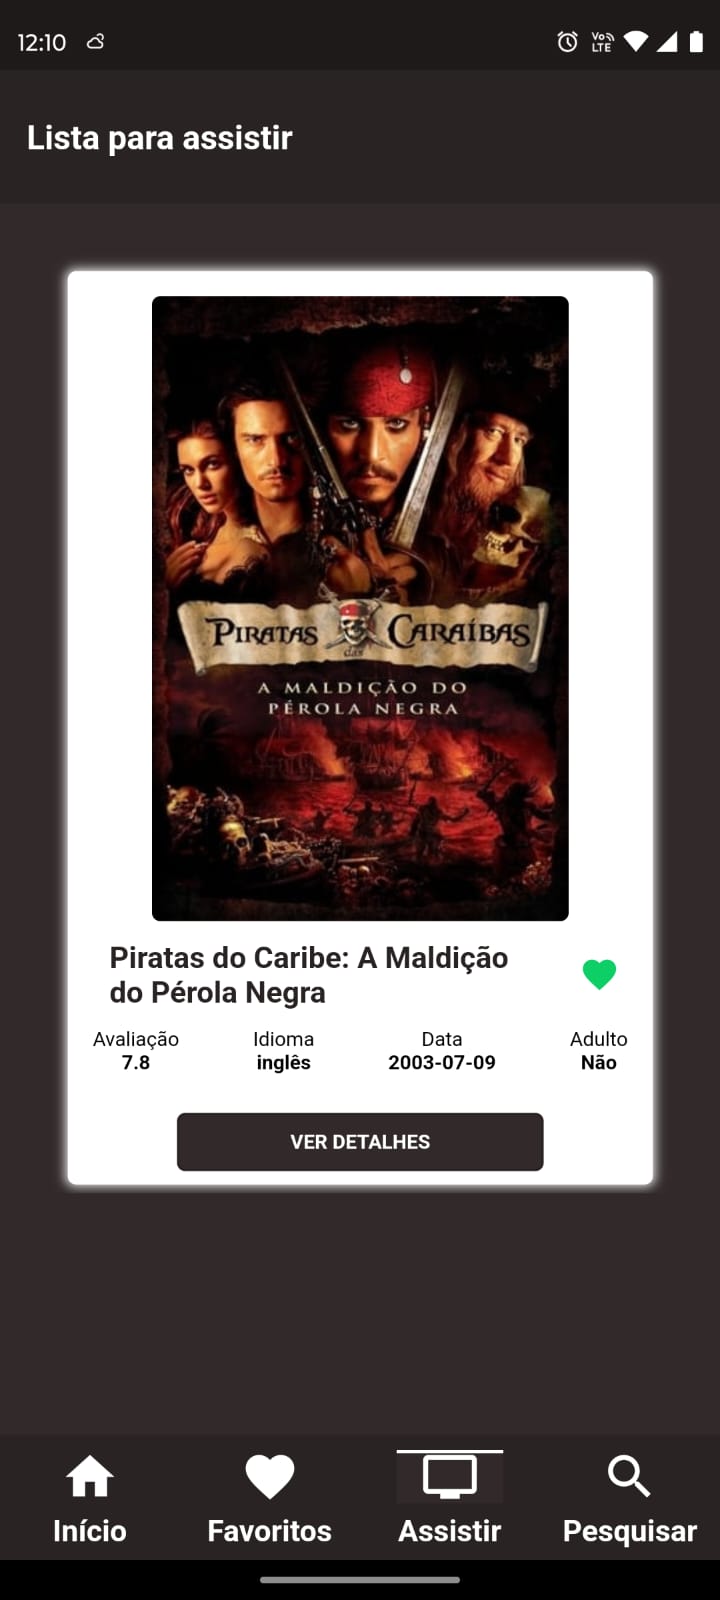 12:10
Vo LTE
Lista para assistir
PIRATAS das CARAÍBAS
A MALDIÇÃO DO
PÉROLA NEGRA
Piratas do Caribe: A Maldição
do Pérola Negra
Avaliação Idioma Data Adulto
7.8 inglês 2003-07-09 Não
VER DETALHES
Início Favoritos Assistir Pesquisar